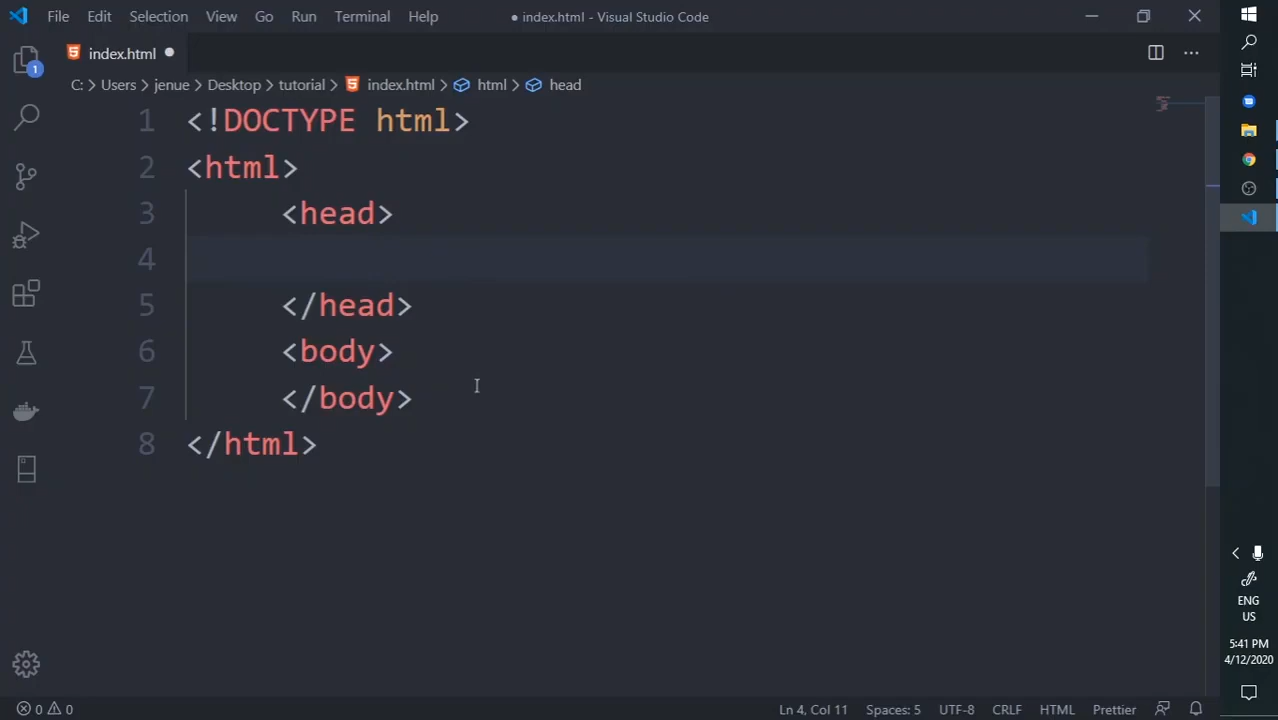 File Edit Selection View Go Run Terminal Help ● index.html - Visual Studio Code
index.html ●
1
C: > Users > jenue > Desktop > tutorial > index.html > html > head
1 <!DOCTYPE html>
2 <html>
3 <head>
4
5 </head>
6 <body>
7 </body>
8 </html>
ENG
US
5:41 PM
4/12/2020
0 0 Ln 4, Col 11 Spaces: 5 UTF-8 CRLF HTML Prettier